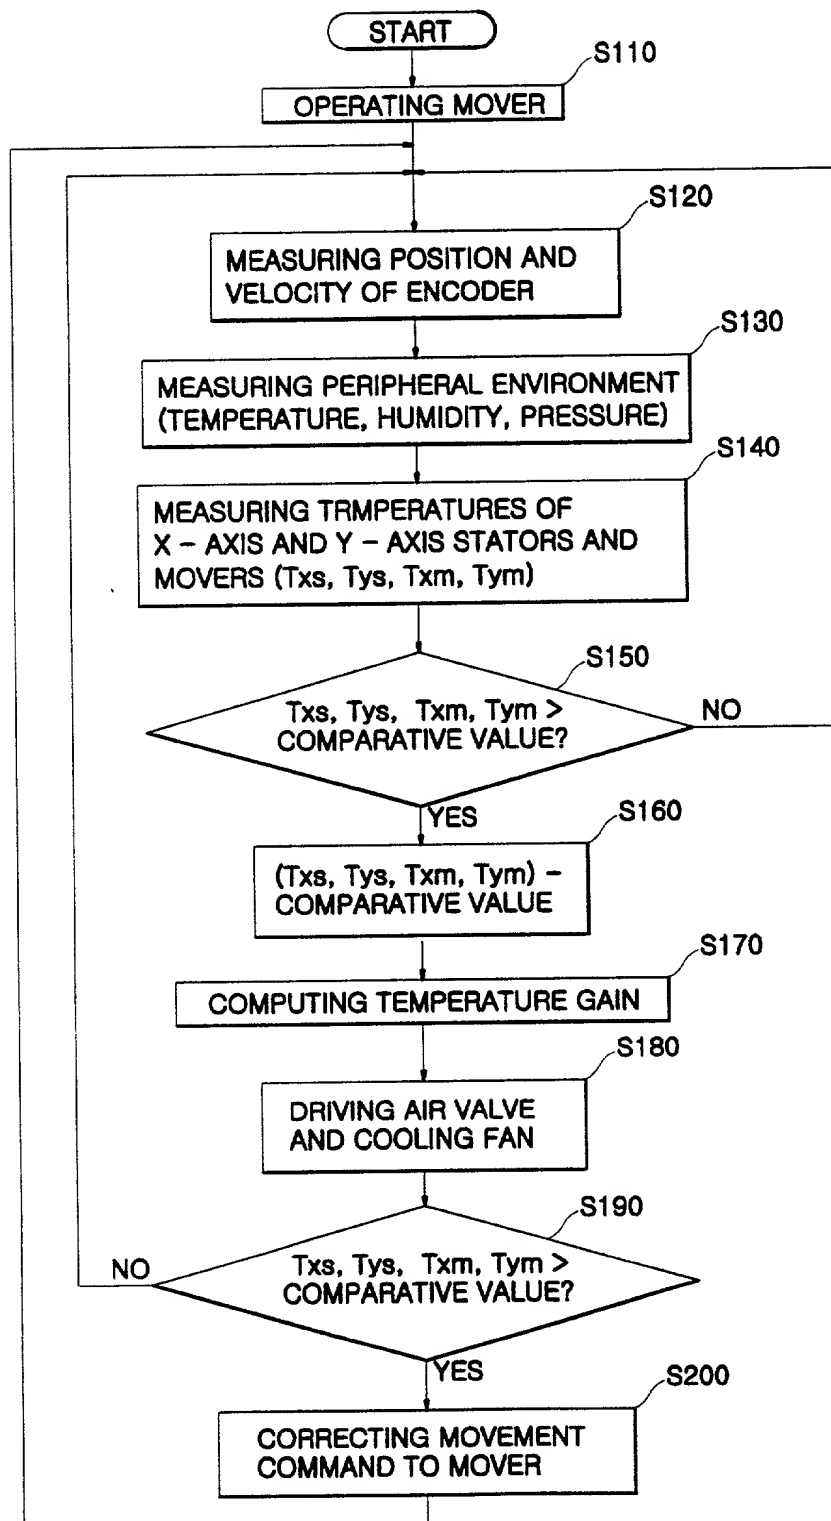 START
S110
OPERATING MOVER
S120
MEASURING POSITION AND
VELOCITY OF ENCODER
S130
MEASURING PERIPHERAL ENVIRONMENT
(TEMPERATURE, HUMIDITY, PRESSURE)
S140
MEASURING TRMPERATURES OF
X – AXIS AND Y – AXIS STATORS AND
MOVERS (Txs, Tys, Txm, Tym)
S150
Txs, Tys, Txm, Tym >
COMPARATIVE VALUE?
NO
YES
S160
(Txs, Tys, Txm, Tym) –
COMPARATIVE VALUE
S170
COMPUTING TEMPERATURE GAIN
S180
DRIVING AIR VALVE
AND COOLING FAN
S190
Txs, Tys, Txm, Tym >
COMPARATIVE VALUE?
NO
YES
S200
CORRECTING MOVEMENT
COMMAND TO MOVER